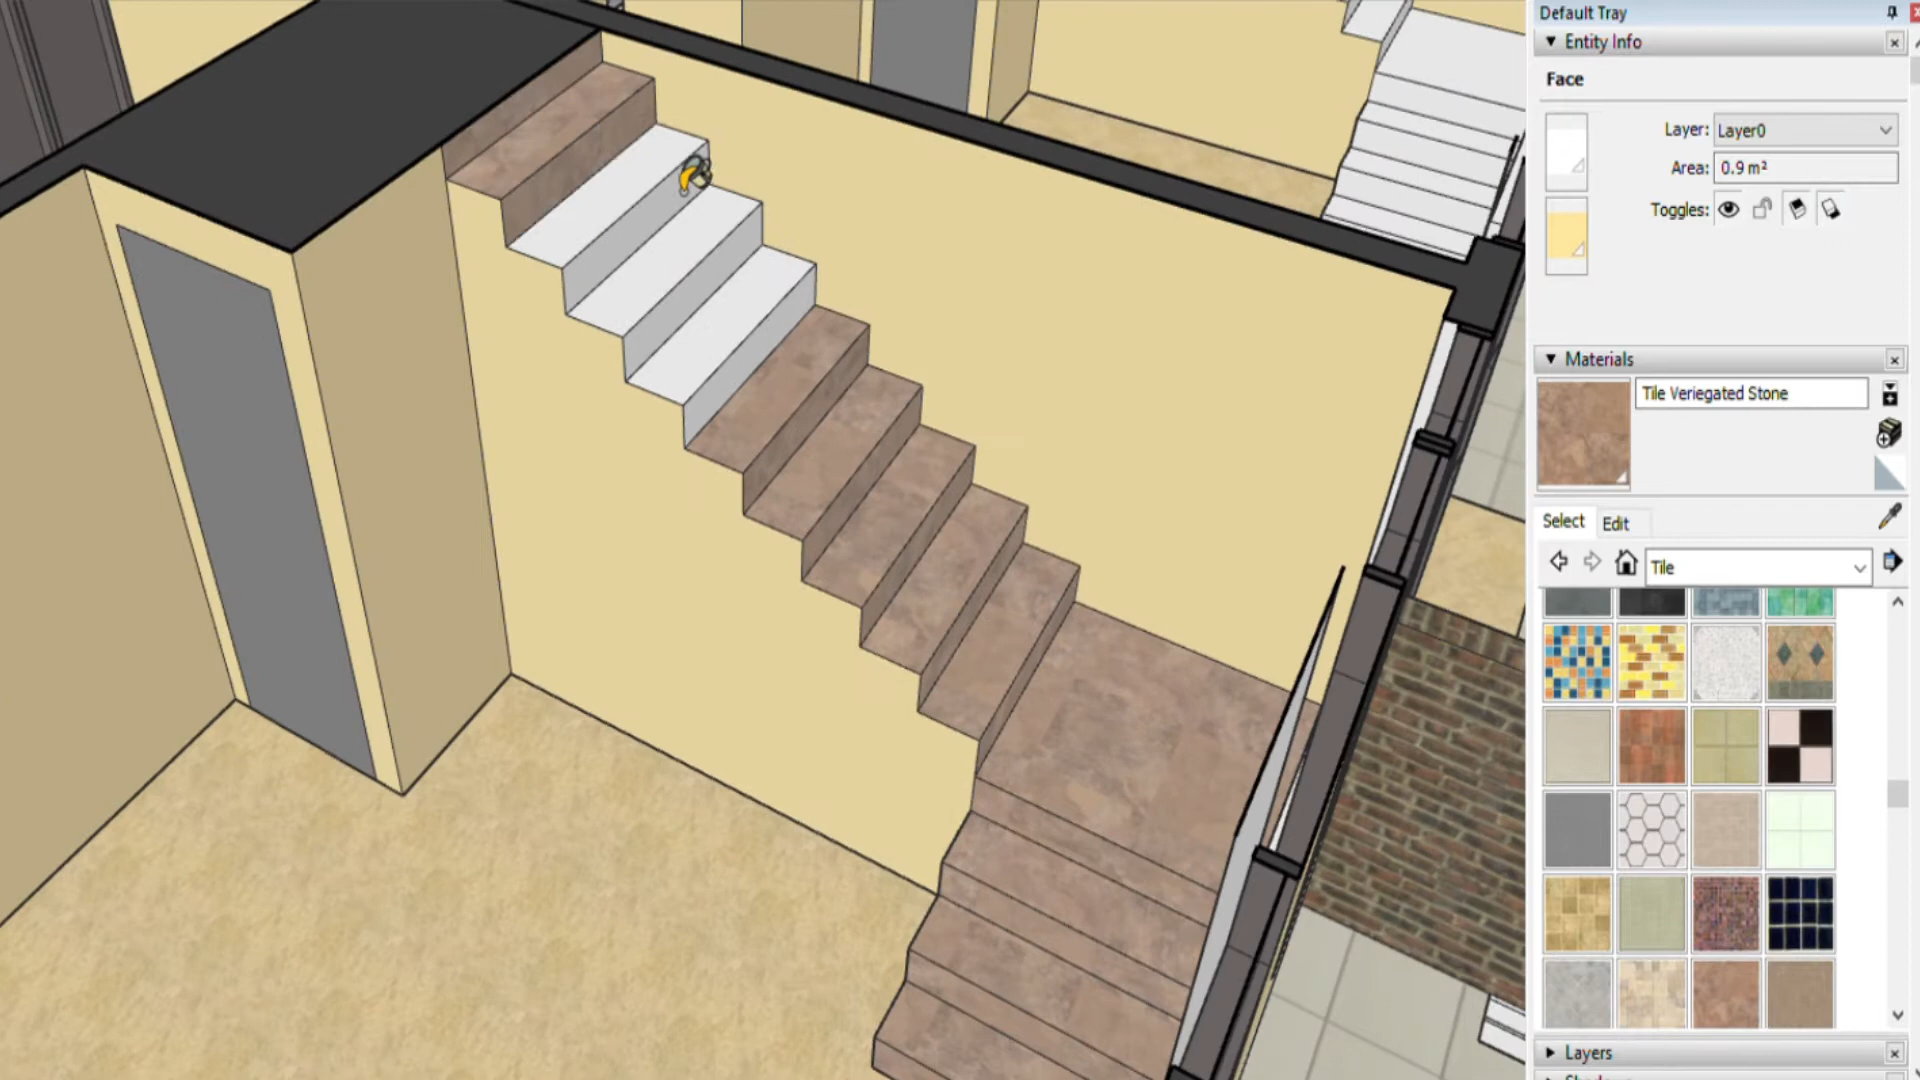 Default Tray
Entity Info
Face
Layer: Layer0
Area: 0.9 m²
Toggles:
Materials
Tile Veriegated Stone
Select Edit
Tile
Layers